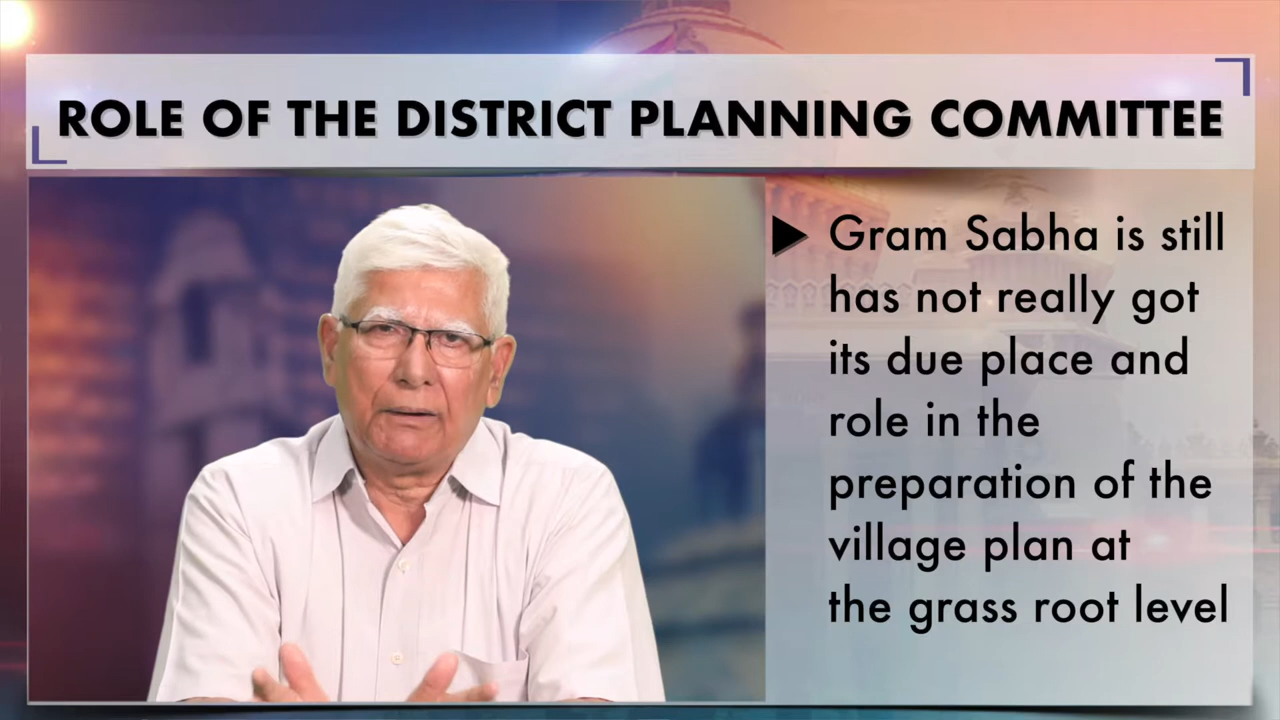 ROLE OF THE DISTRICT PLANNING COMMITTEE
Gram Sabha is still
has not really got
its due place and
role in the
preparation of the
village plan at
the grass root level